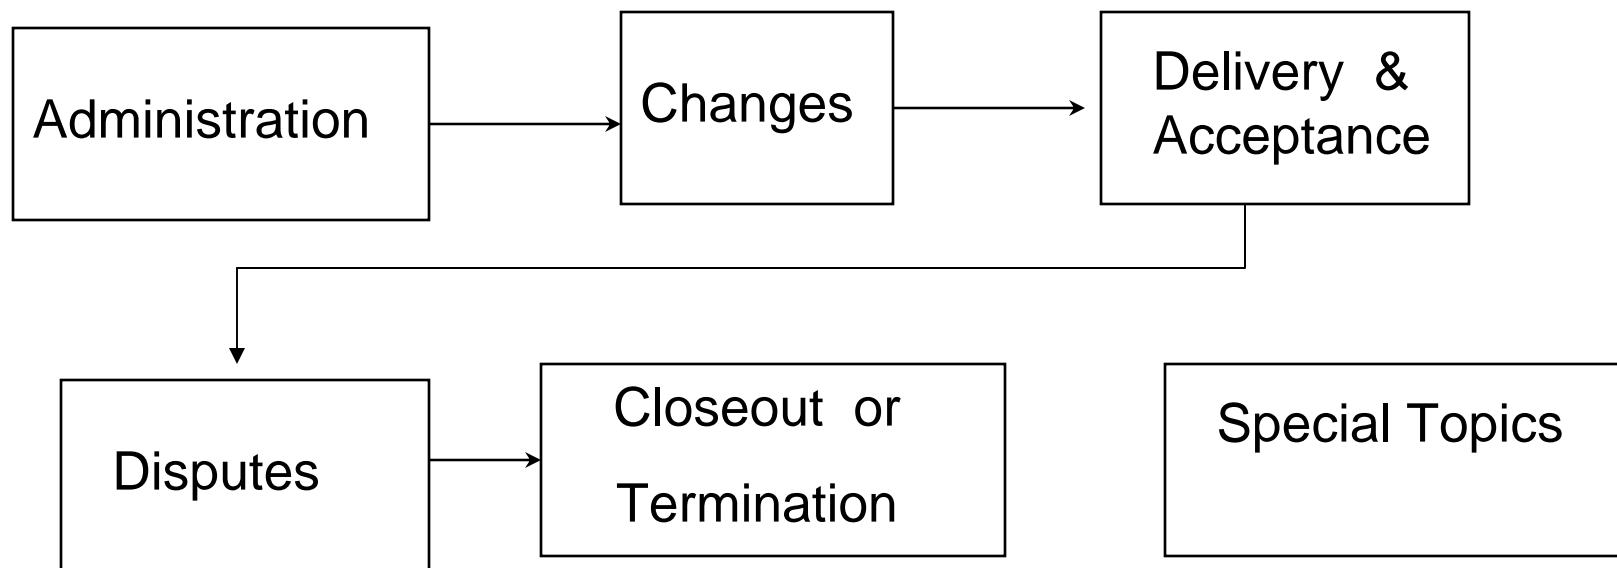 Administration
Changes
Delivery & 
Acceptance
Disputes
Closeout or
Termination
Special Topics